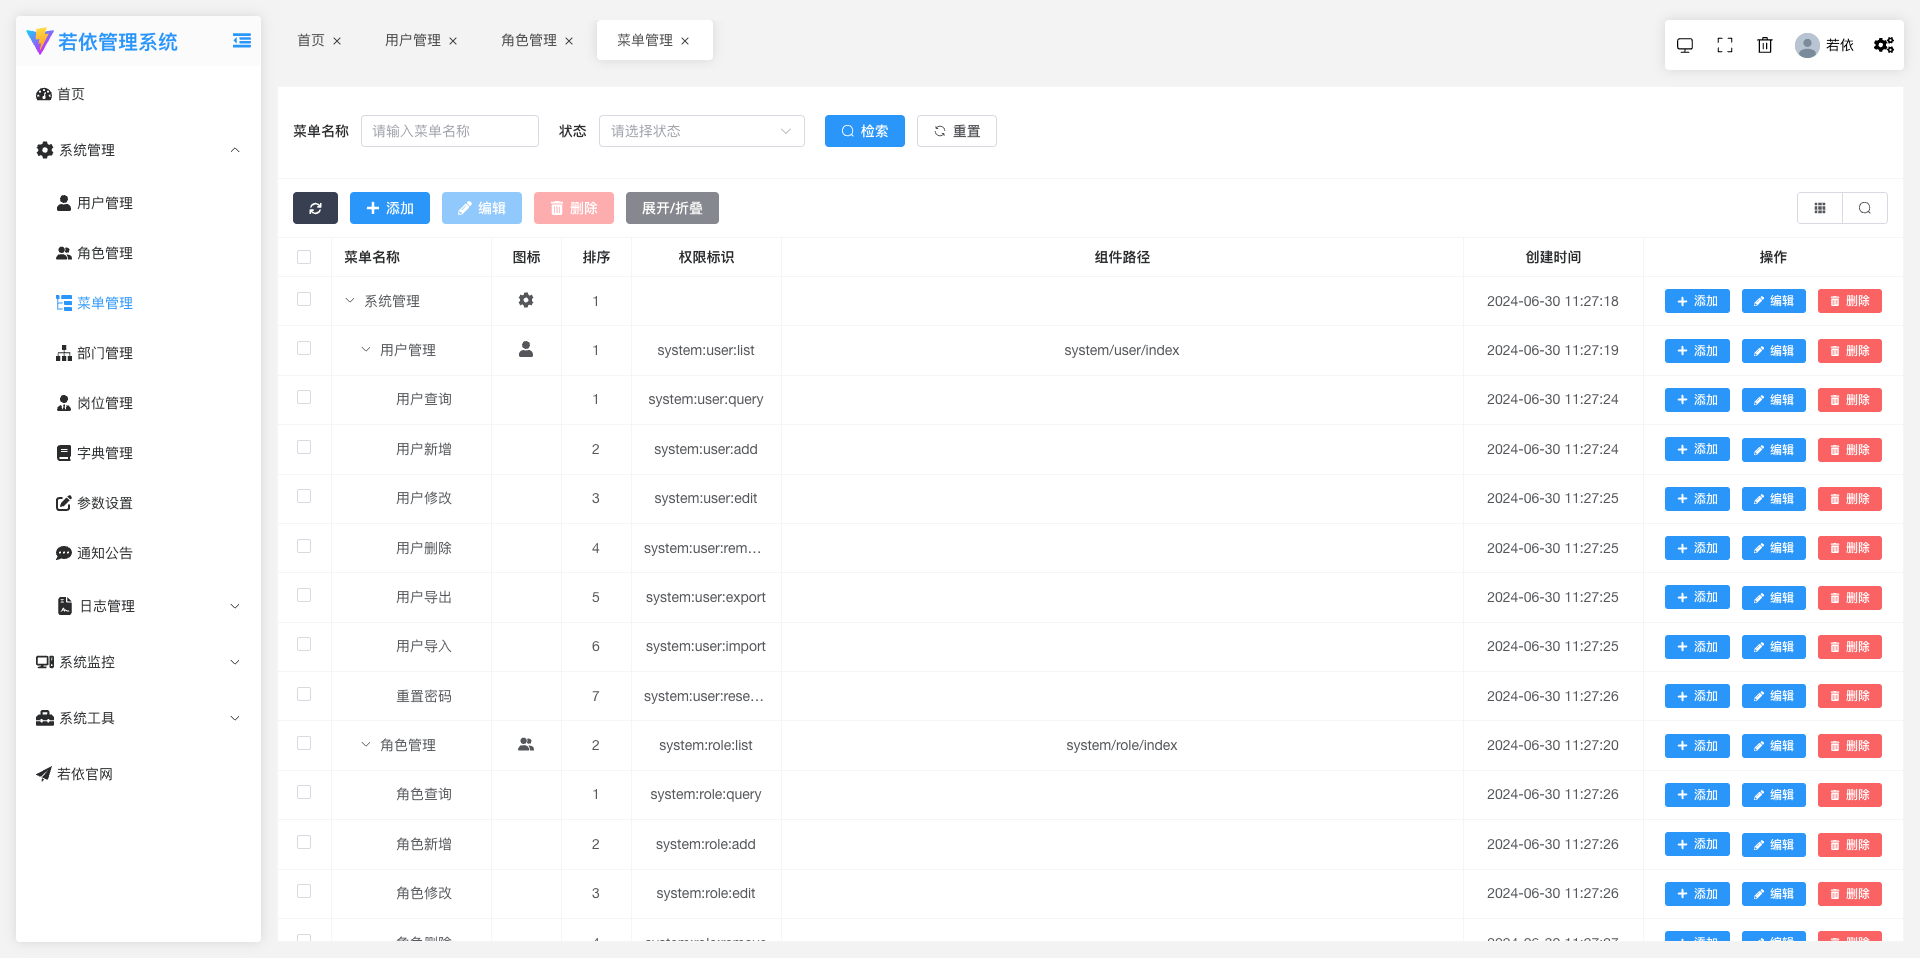 若依管理系统
首页
系统管理
用户管理
角色管理
菜单管理
部门管理
岗位管理
字典管理
参数设置
通知公告
日志管理
系统监控
系统工具
若依官网
首页 用户管理 角色管理 菜单管理
若依
菜单名称 请输入菜单名称 状态 请选择状态 检索 重置
添加 编辑 删除 展开/折叠
菜单名称 图标 排序 权限标识 组件路径 创建时间 操作
系统管理 1 2024-06-30 11:27:18 添加 编辑 删除
用户管理 1 system:user:list system/user/index 2024-06-30 11:27:19 添加 编辑 删除
用户查询 1 system:user:query 2024-06-30 11:27:24 添加 编辑 删除
用户新增 2 system:user:add 2024-06-30 11:27:24 添加 编辑 删除
用户修改 3 system:user:edit 2024-06-30 11:27:25 添加 编辑 删除
用户删除 4 system:user:rem... 2024-06-30 11:27:25 添加 编辑 删除
用户导出 5 system:user:export 2024-06-30 11:27:25 添加 编辑 删除
用户导入 6 system:user:import 2024-06-30 11:27:25 添加 编辑 删除
重置密码 7 system:user:rese... 2024-06-30 11:27:26 添加 编辑 删除
角色管理 2 system:role:list system/role/index 2024-06-30 11:27:20 添加 编辑 删除
角色查询 1 system:role:query 2024-06-30 11:27:26 添加 编辑 删除
角色新增 2 system:role:add 2024-06-30 11:27:26 添加 编辑 删除
角色修改 3 system:role:edit 2024-06-30 11:27:26 添加 编辑 删除
角色删除 4 system:role:remove 2024-06-30 11:27:27 添加 编辑 删除